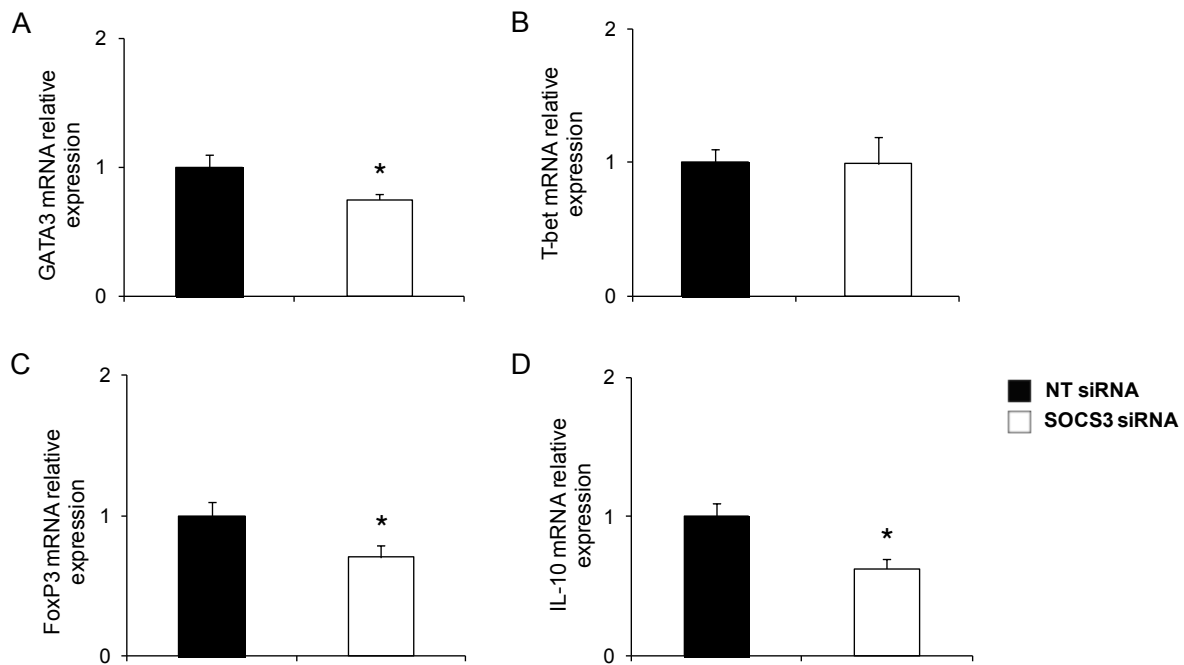 A
2
1
0
GATA3 mRNA relative
expression
*
B
2
1
0
T-bet mRNA relative
expression
C
2
1
0
FoxP3 mRNA relative
expression
*
D
2
1
0
IL-10 mRNA relative
expression
*
NT siRNA
SOCS3 siRNA